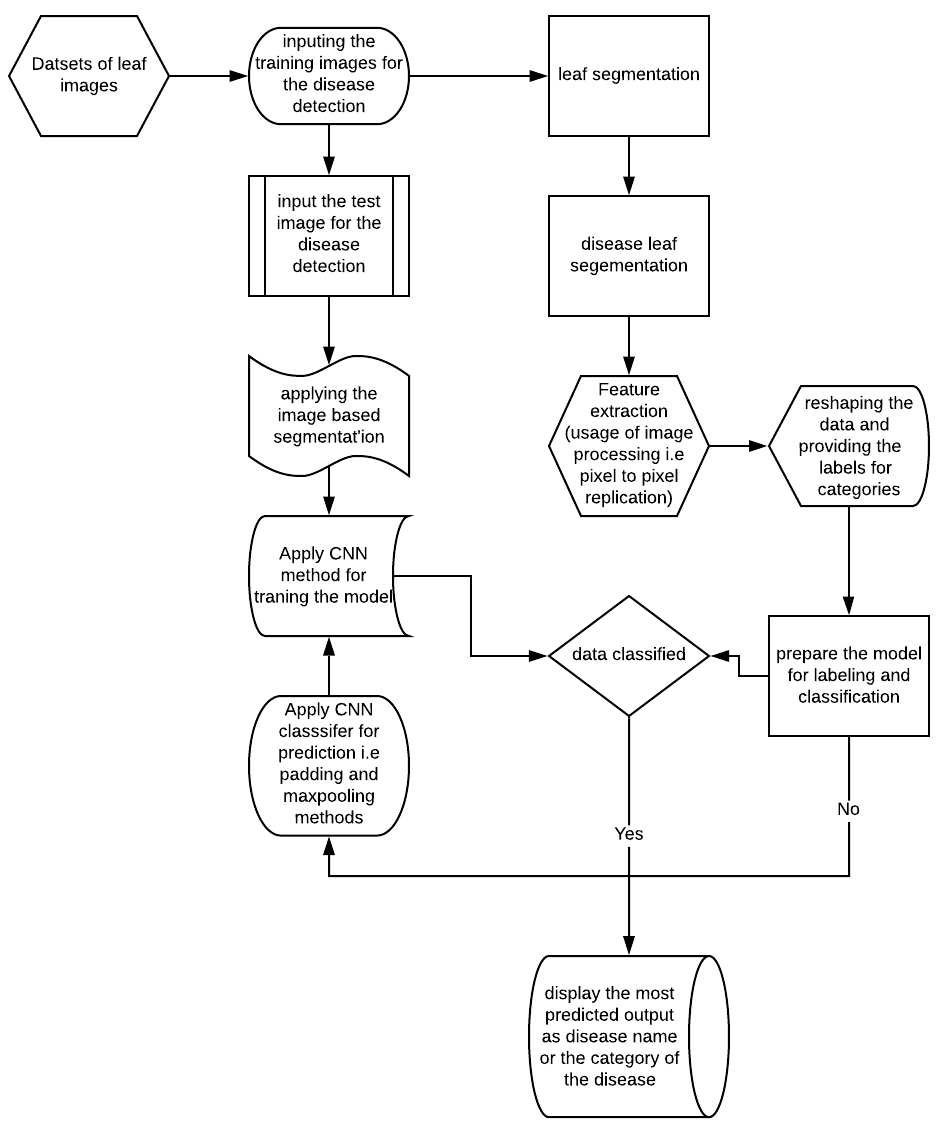 Datsets of leaf
images
inputing the
training images for
the disease
detection
leaf segmentation
input the test
image for the
disease
detection
disease leaf
segementation
applying the
image based
segmentat'ion
Feature
extraction
(usage of image
processing i.e
pixel to pixel
replication)
reshaping the
data and
providing the
labels for
categories
Apply CNN
method for
traning the model
data classified
prepare the model
for labeling and
classification
Apply CNN
classsifer for
prediction i.e
padding and
maxpooling
methods
No
Yes
display the most
predicted output
as disease name
or the category of
the disease